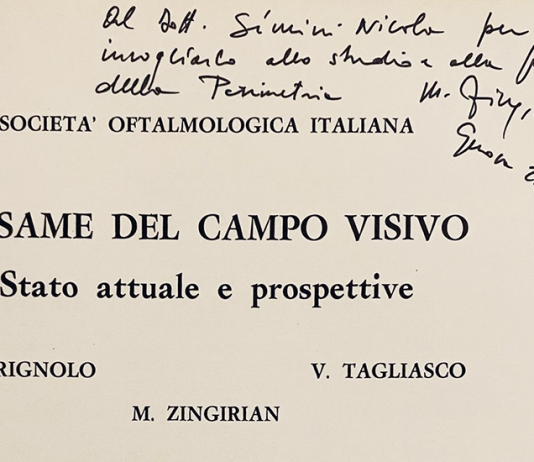 Al Dott. Simini Nicola per
invogliarlo allo studio e alla
della Perimetria M.
SOCIETA' OFTALMOLOGICA ITALIANA
Genova
SAME DEL CAMPO VISIVO
Stato attuale e prospettive
RIGNOLO V. TAGLIASCO
M. ZINGIRIAN